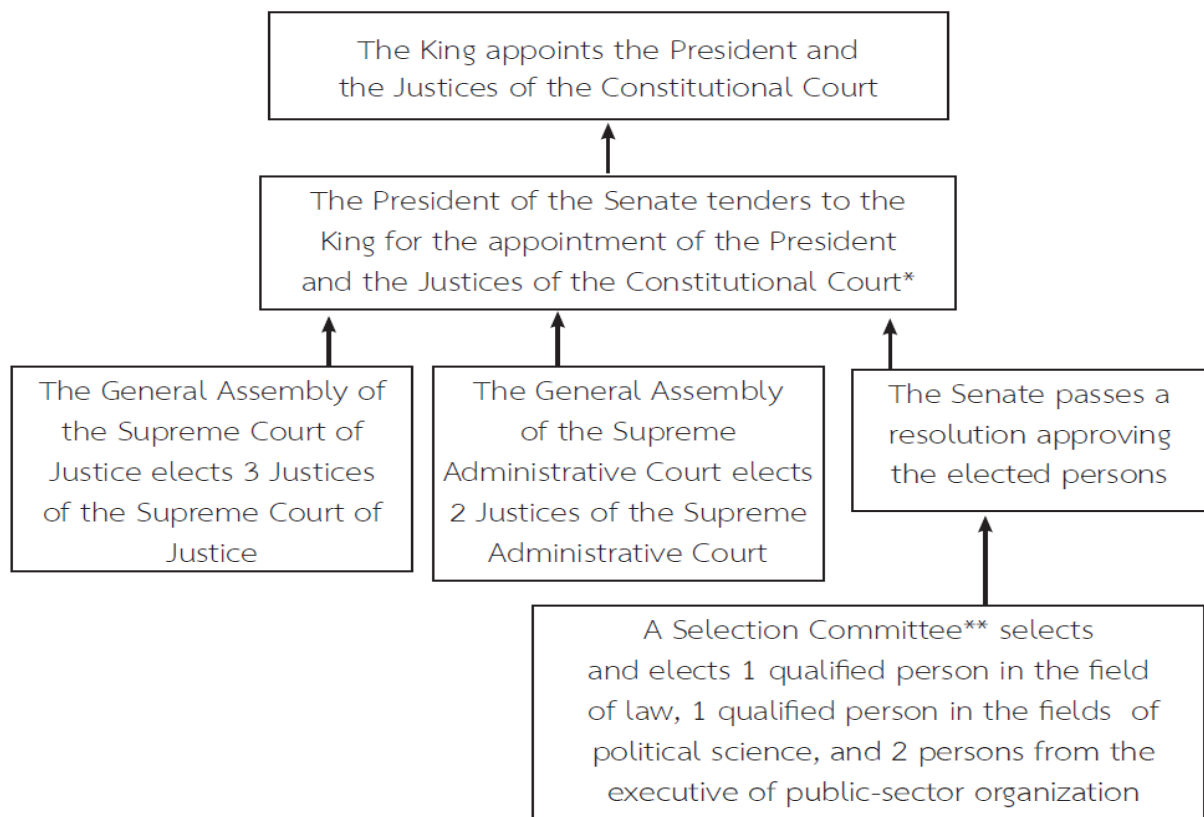 The King appoints the President and
the Justices of the Constitutional Court
The President of the Senate tenders to the
King for the appointment of the President
and the Justices of the Constitutional Court*
The General Assembly of
the Supreme Court of
Justice elects 3 Justices
of the Supreme Court of
Justice
The General Assembly
of the Supreme
Administrative Court elects
2 Justices of the Supreme
Administrative Court
The Senate passes a
resolution approving
the elected persons
A Selection Committee** selects
and elects 1 qualified person in the field
of law, 1 qualified person in the fields of
political science, and 2 persons from the
executive of public-sector organization